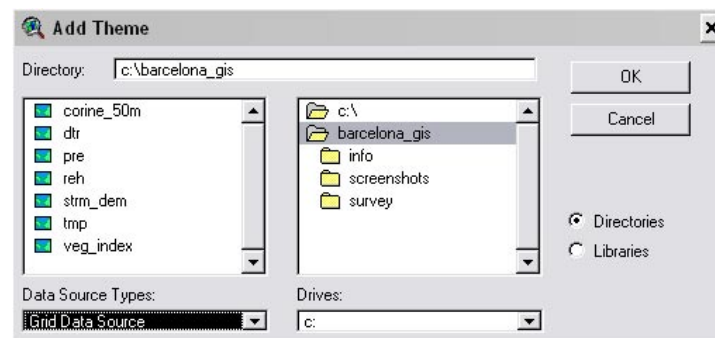 Add Theme
Directory: c:\barcelona_gis
OK
Cancel
corine_50m
dtr
pre
reh
strm_dem
tmp
veg_index
c:\
barcelona_gis
info
screenshots
survey
Directories
Libraries
Data Source Types:
Grid Data Source
Drives:
c: